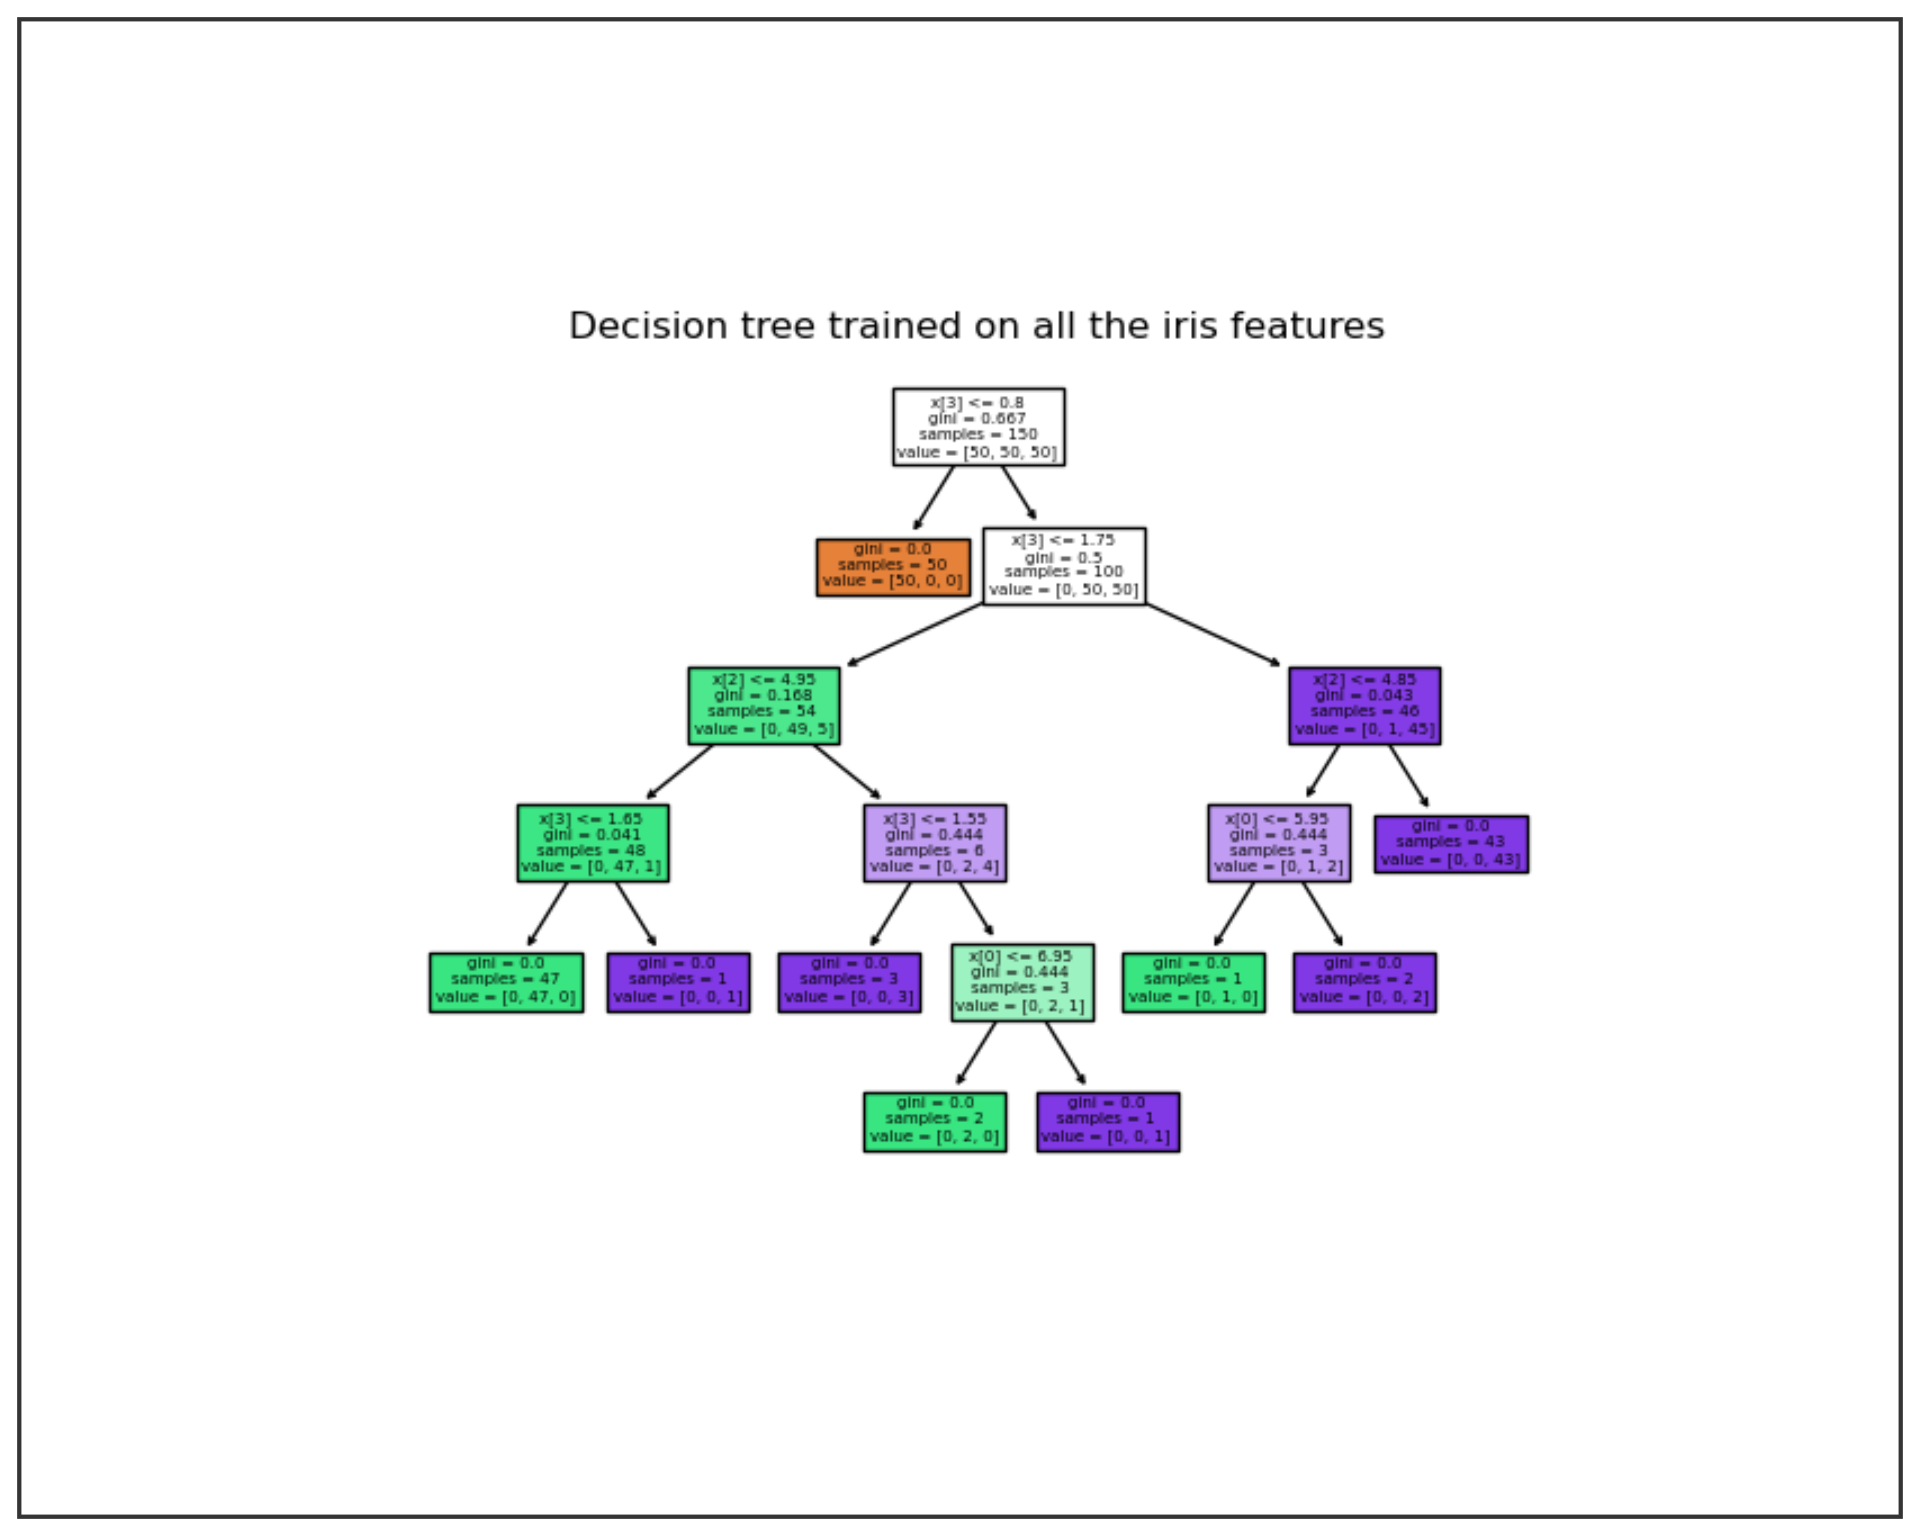 Decision tree trained on all the iris features
x[3] <= 0.8
gini = 0.667
samples = 150
value = [50, 50, 50]
gini = 0.0
samples = 50
value = [50, 0, 0]
x[3] <= 1.75
gini = 0.5
samples = 100
value = [0, 50, 50]
x[2] <= 4.95
gini = 0.168
samples = 54
value = [0, 49, 5]
x[2] <= 4.85
gini = 0.043
samples = 46
value = [0, 1, 45]
x[3] <= 1.65
gini = 0.041
samples = 48
value = [0, 47, 1]
x[3] <= 1.55
gini = 0.444
samples = 6
value = [0, 2, 4]
x[0] <= 5.95
gini = 0.444
samples = 3
value = [0, 1, 2]
gini = 0.0
samples = 43
value = [0, 0, 43]
gini = 0.0
samples = 47
value = [0, 47, 0]
gini = 0.0
samples = 1
value = [0, 0, 1]
gini = 0.0
samples = 3
value = [0, 0, 3]
x[0] <= 6.95
gini = 0.444
samples = 3
value = [0, 2, 1]
gini = 0.0
samples = 1
value = [0, 1, 0]
gini = 0.0
samples = 2
value = [0, 0, 2]
gini = 0.0
samples = 2
value = [0, 2, 0]
gini = 0.0
samples = 1
value = [0, 0, 1]